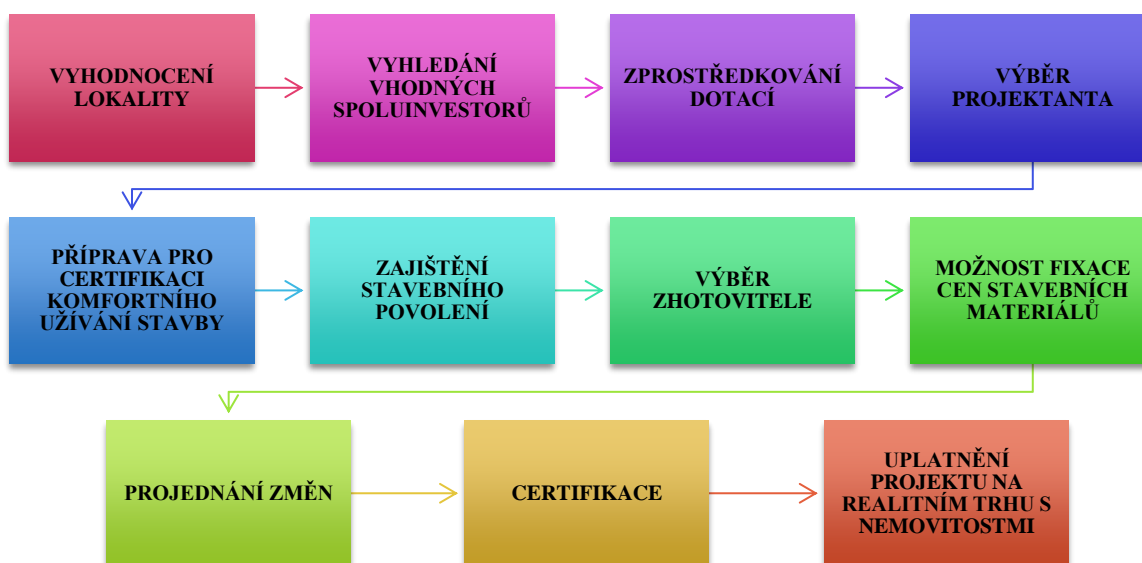 VYHODNOCENÍ
LOKALITY
VYHLEDÁNÍ
VHODNÝCH
SPOLUINVESTORŮ
ZPROSTŘEDKOVÁNÍ
DOTACÍ
VÝBĚR
PROJEKTANTA
PŘÍPRAVA PRO
CERTIFIKACI
KOMFORTNÍHO
UŽÍVÁNÍ STAVBY
ZAJIŠTĚNÍ
STAVEBNÍHO
POVOLENÍ
VÝBĚR
ZHOTOVITELE
MOŽNOST FIXACE
CEN STAVEBNÍCH
MATERIÁLŮ
PROJEDNÁNÍ ZMĚN
CERTIFIKACE
UPLATNĚNÍ
PROJEKTU NA
REALITNÍM TRHU S
NEMOVITOSTMI